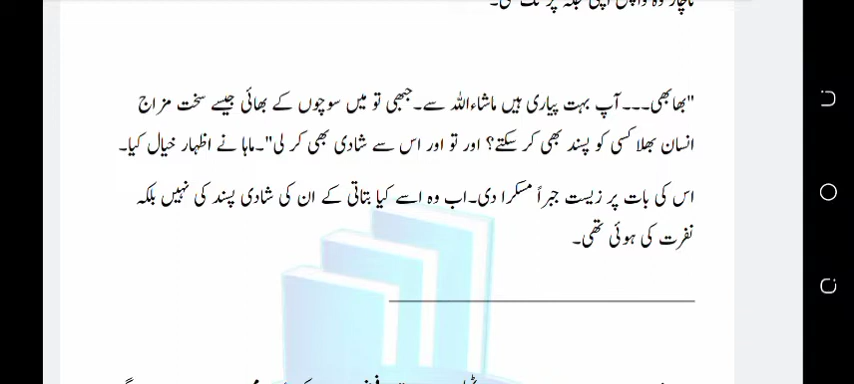 "بھابھی۔۔۔آپ بہت پیاری ہیں ماشاءاللہ سے۔جبھی تو میں سوچوں کے بھائی جیسے سخت مزاج
انسان بھلا کسی کو پسند بھی کر سکتے؟ اور تو اور اس سے شادی بھی کر لی"۔ماہا نے اظہار خیال کیا۔
اس کی بات پر زیست جبراً مسکرا دی۔اب وہ اسے کیا بتاتی کے ان کی شادی پسند کی نہیں بلکہ
نفرت کی ہوئی تھی۔